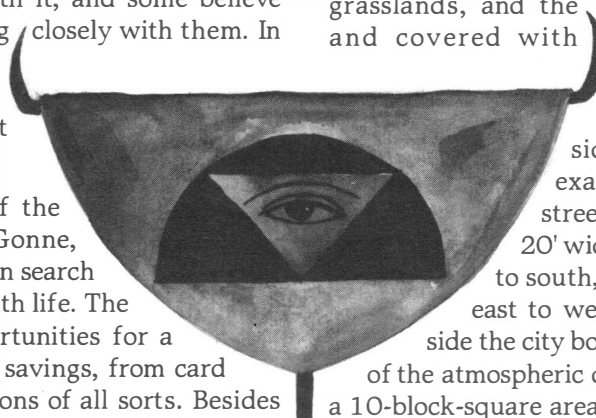 th it, and some believe
g closely with them. In
t
f the
Gonne,
n search
th life. The
rtunities for a
savings, from card
ons of all sorts. Besides
grasslands, and the
and covered with
sid
exa
stree
20' wid
to south,
east to we
side the city bo
of the atmospheric
a 10-block-square area